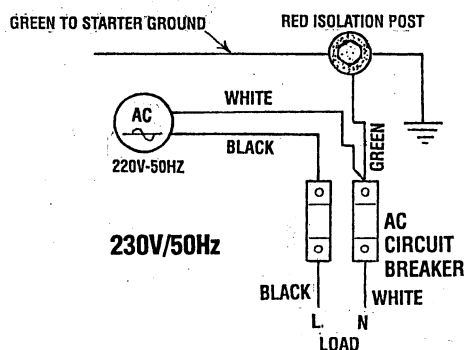 GREEN TO STARTER GROUND
RED ISOLATION POST
WHITE
AC
BLACK
GREEN
220V-50HZ
230V/50Hz
AC
CIRCUIT
BREAKER
BLACK
WHITE
L.
N
LOAD